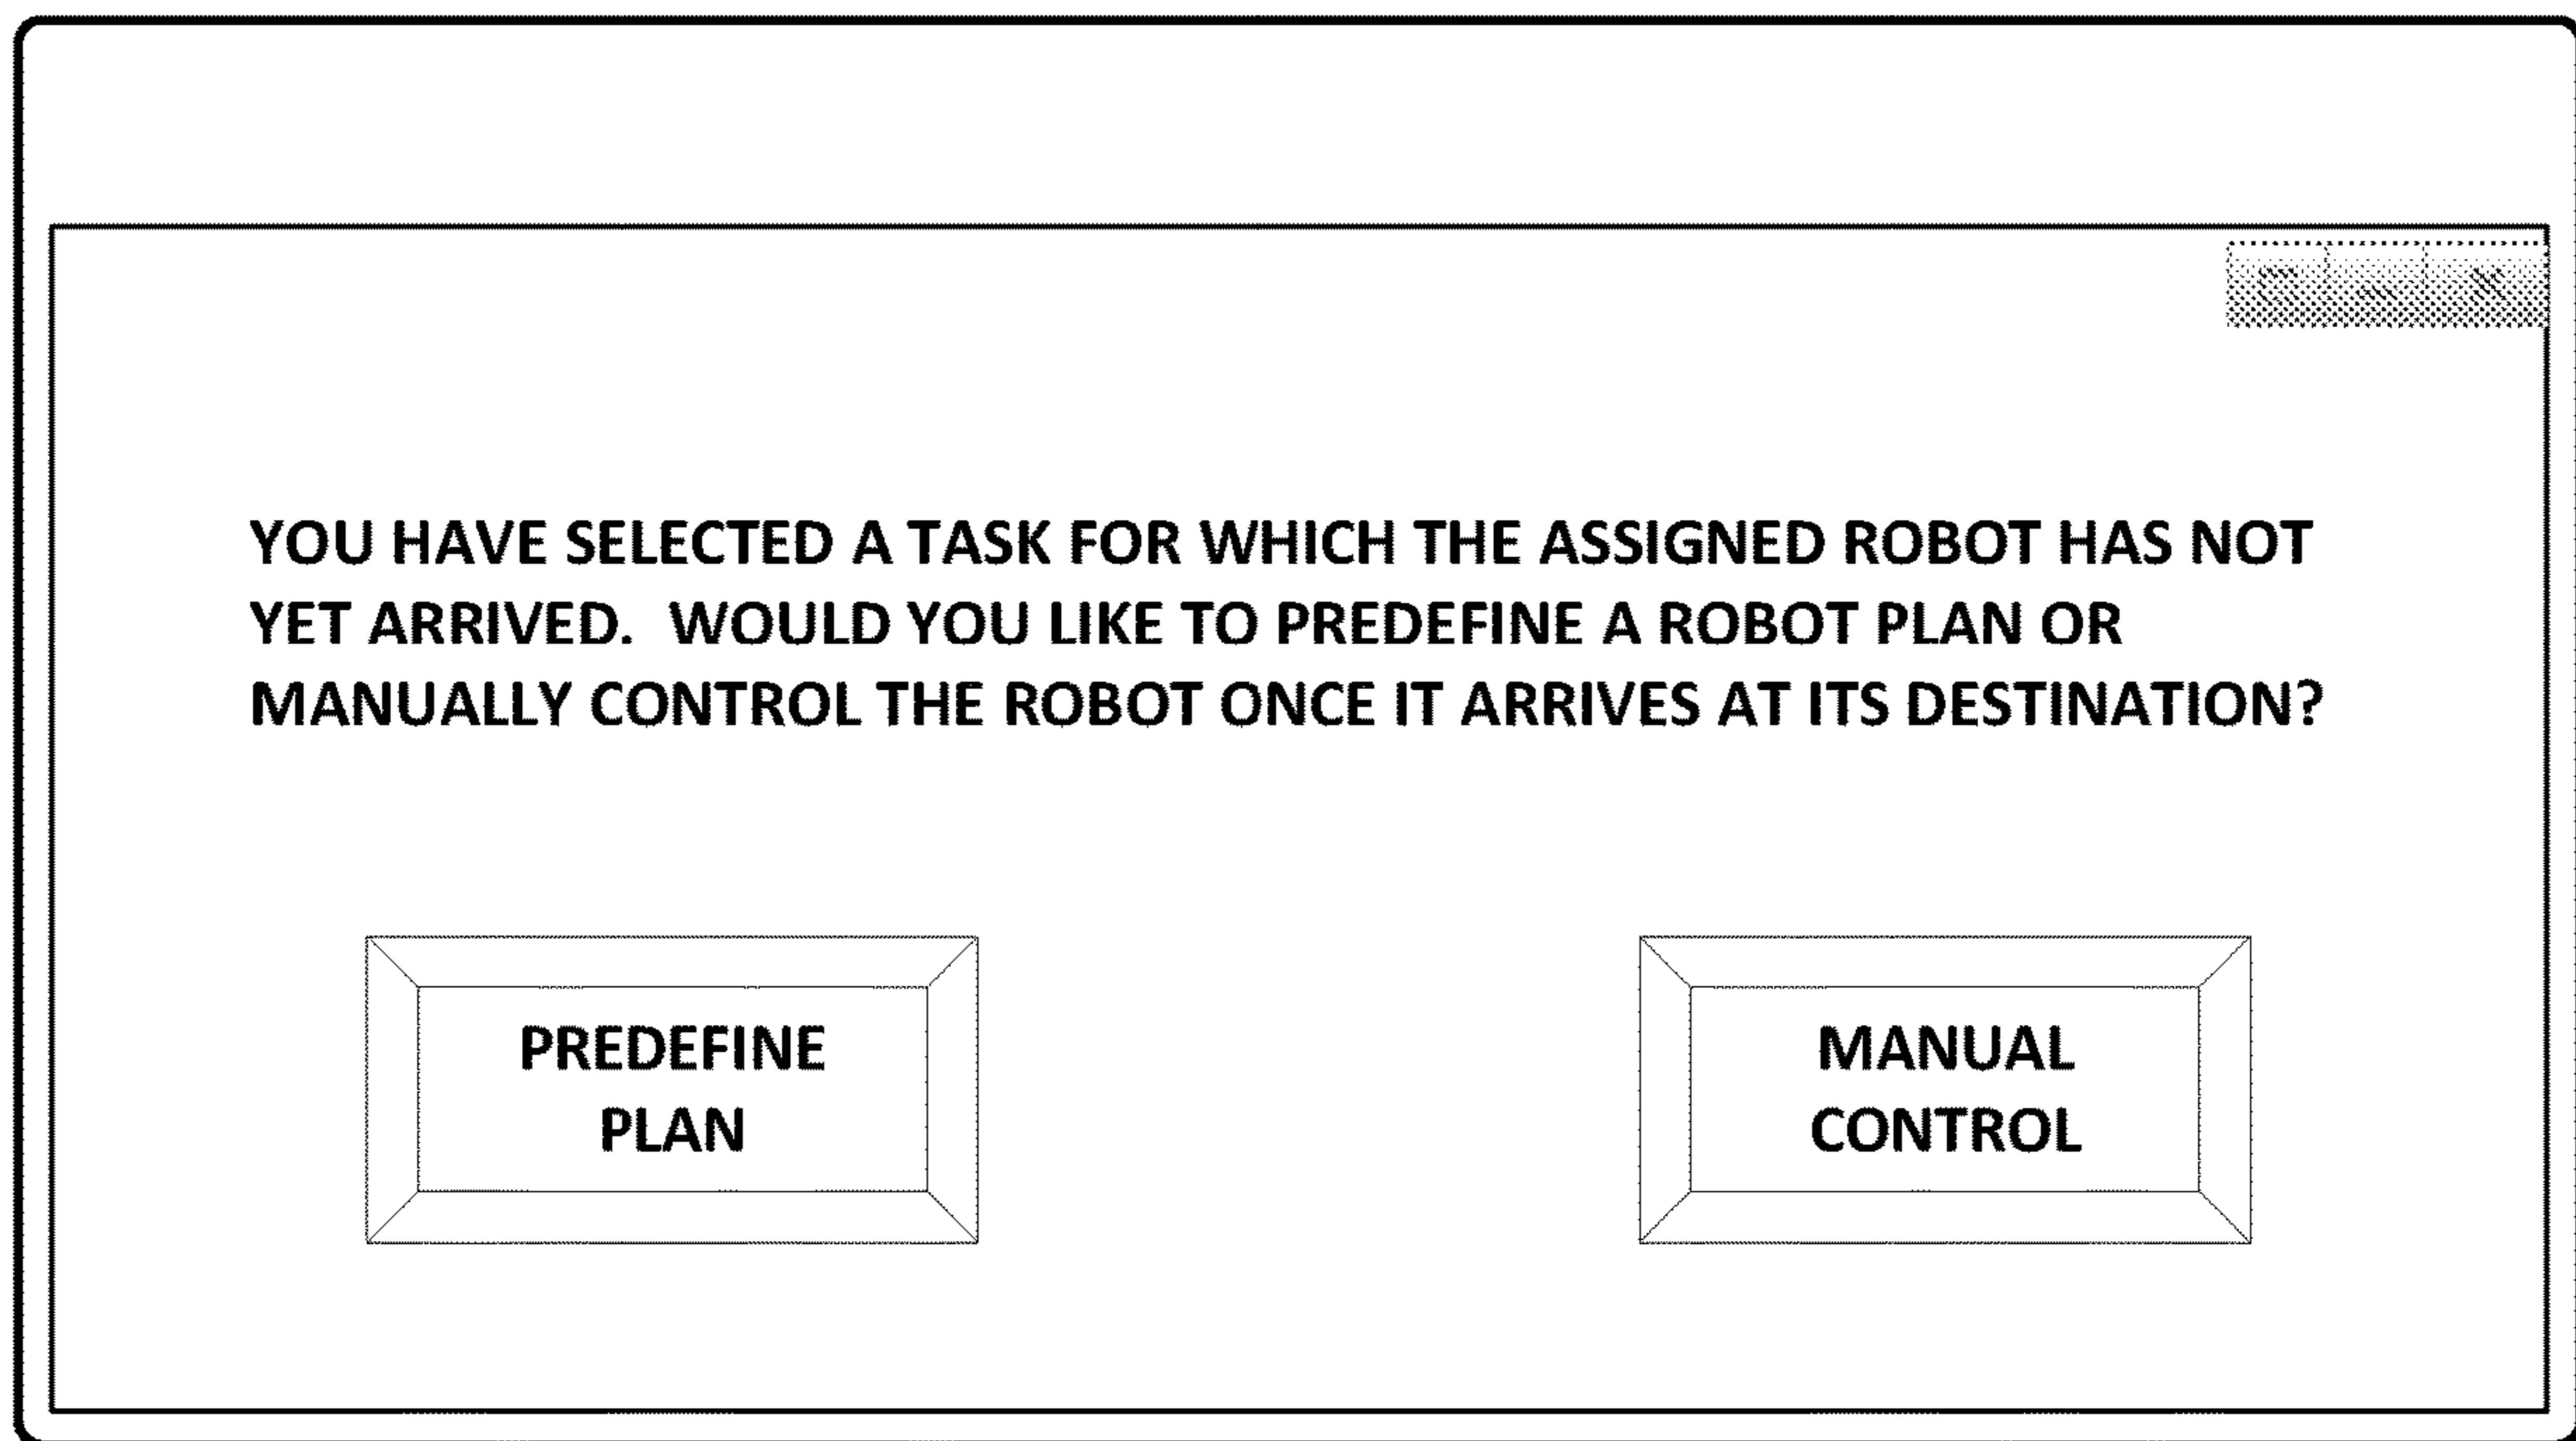 YOU HAVE SELECTED A TASK FOR WHICH THE ASSIGNED ROBOT HAS NOT
YET ARRIVED.  WOULD YOU LIKE TO PREDEFINE A ROBOT PLAN OR
MANUALLY CONTROL THE ROBOT ONCE IT ARRIVES AT ITS DESTINATION?
PREDEFINE
PLAN
MANUAL
CONTROL